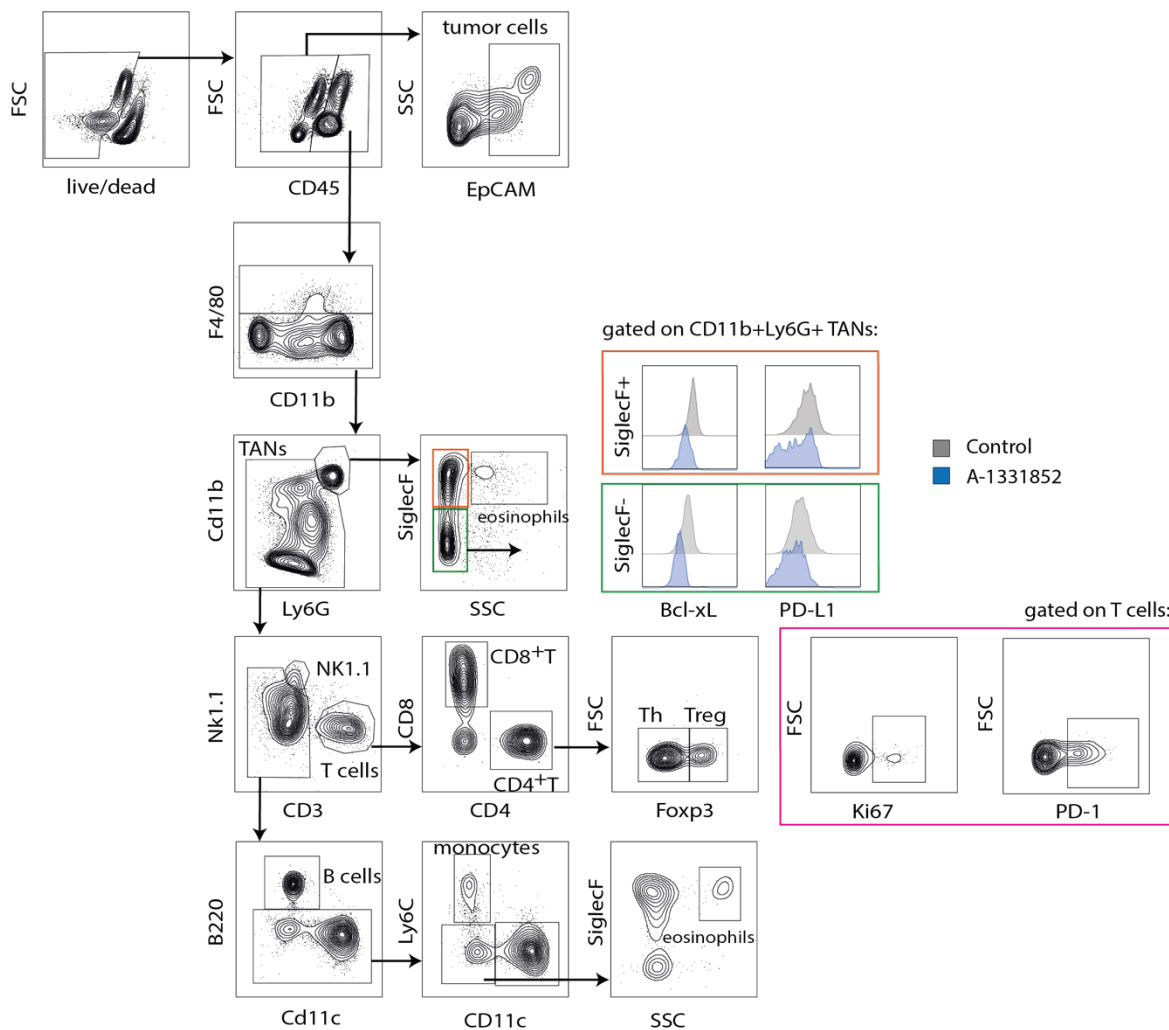 tumor cells
FSC
FSC
SSC
live/dead
CD45
EpCAM
F4/80
CD11b
gated on CD11b+Ly6G+ TANs:
SiglecF+
Control
A-1331852
TANs
Cd11b
SiglecF
eosinophils
SiglecF-
Ly6G
SSC
Bcl-xL
PD-L1
gated on T cells:
Nk1.1
NK1.1
T cells
CD8
CD8+T
CD4+T
FSC
Th
Treg
FSC
FSC
CD3
CD4
Foxp3
Ki67
PD-1
B220
B cells
monocytes
Ly6C
SiglecF
eosinophils
Cd11c
CD11c
SSC